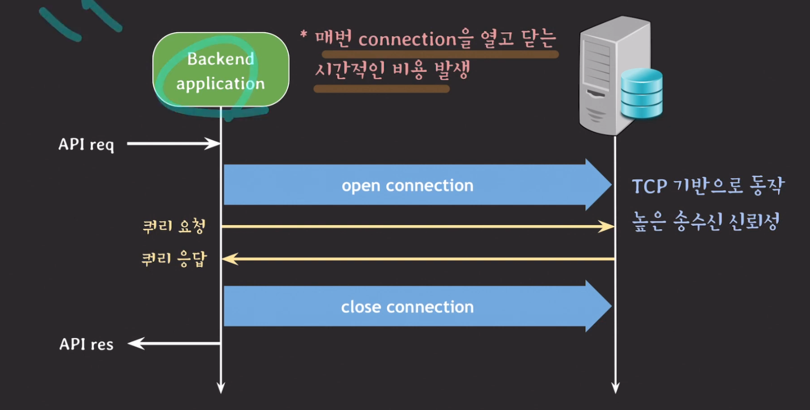 Backend
application
* 매번 connection을 열고 닫는
시간적인 비용 발생
API req
open connection
TCP 기반으로 동작
높은 송수신 신뢰성
쿼리 요청
쿼리 응답
close connection
API res